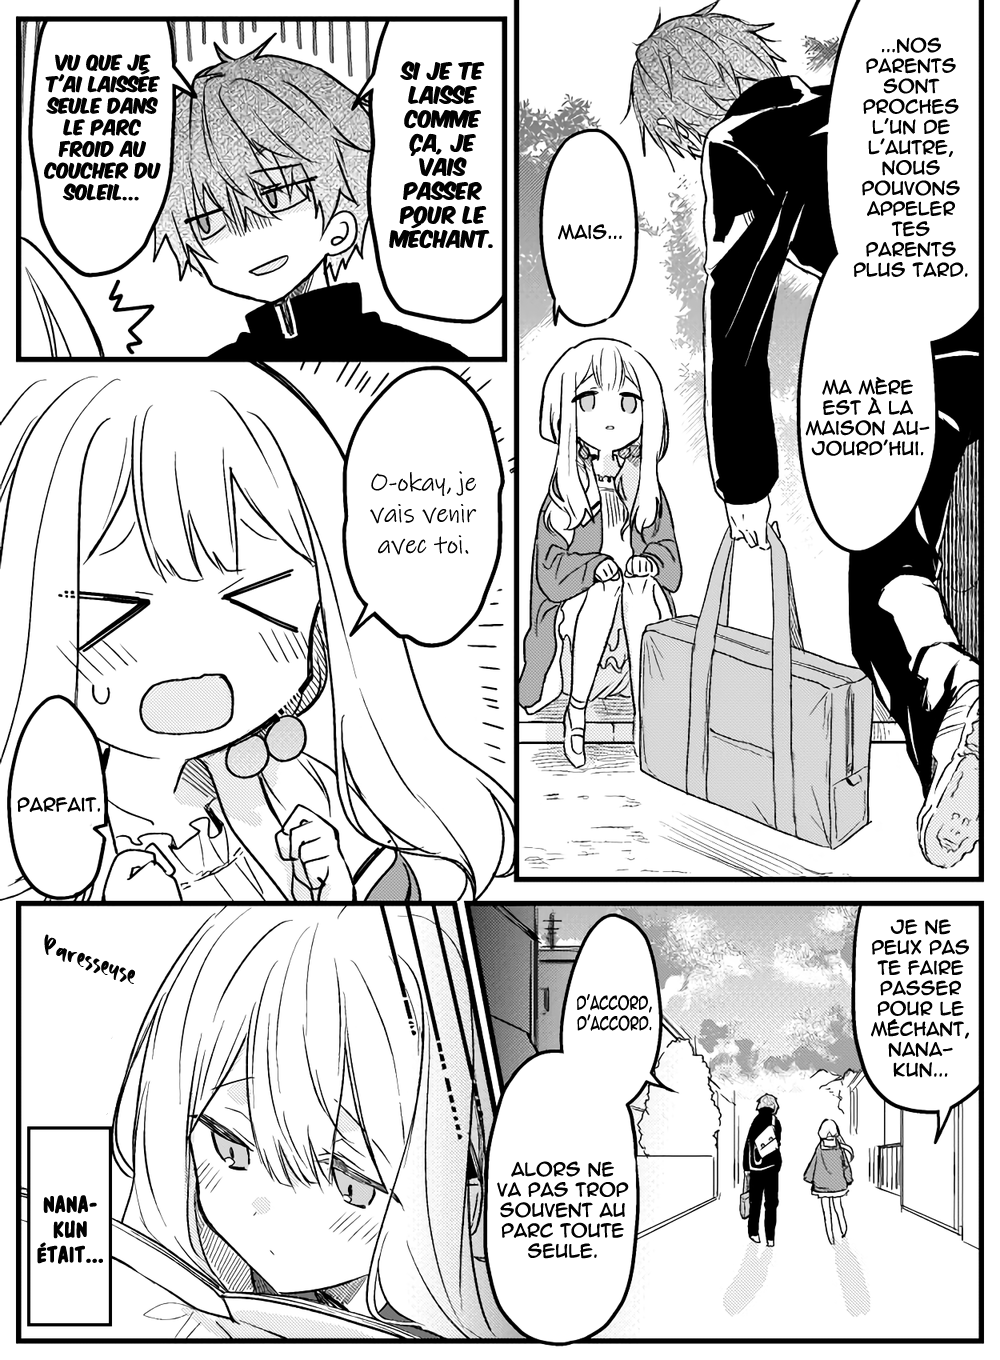 ...NOS
PARENTS
SONT
PROCHES
L'UN DE
L'AUTRE,
NOUS
POUVONS
APPELER
TES
PARENTS
PLUS TARD.
MA MÈRE
EST À LA
MAISON AU-
JOURD'HUI.
MAIS...
SI JE TE
LAISSE
COMME
ÇA, JE
VAIS
PASSER
POUR LE
MÉCHANT.
VU QUE JE
T'AI LAISSÉE
SEULE DANS
LE PARC
FROID AU
COUCHER DU
SOLEIL...
O-okay, je
vais venir
avec toi.
PARFAIT.
JE NE
PEUX PAS
TE FAIRE
PASSER
POUR LE
MÉCHANT,
NANA-
KUN...
D'ACCORD,
D'ACCORD.
ALORS NE
VA PAS TROP
SOUVENT AU
PARC TOUTE
SEULE.
Paresseuse
NANA-
KUN
ÉTAIT...